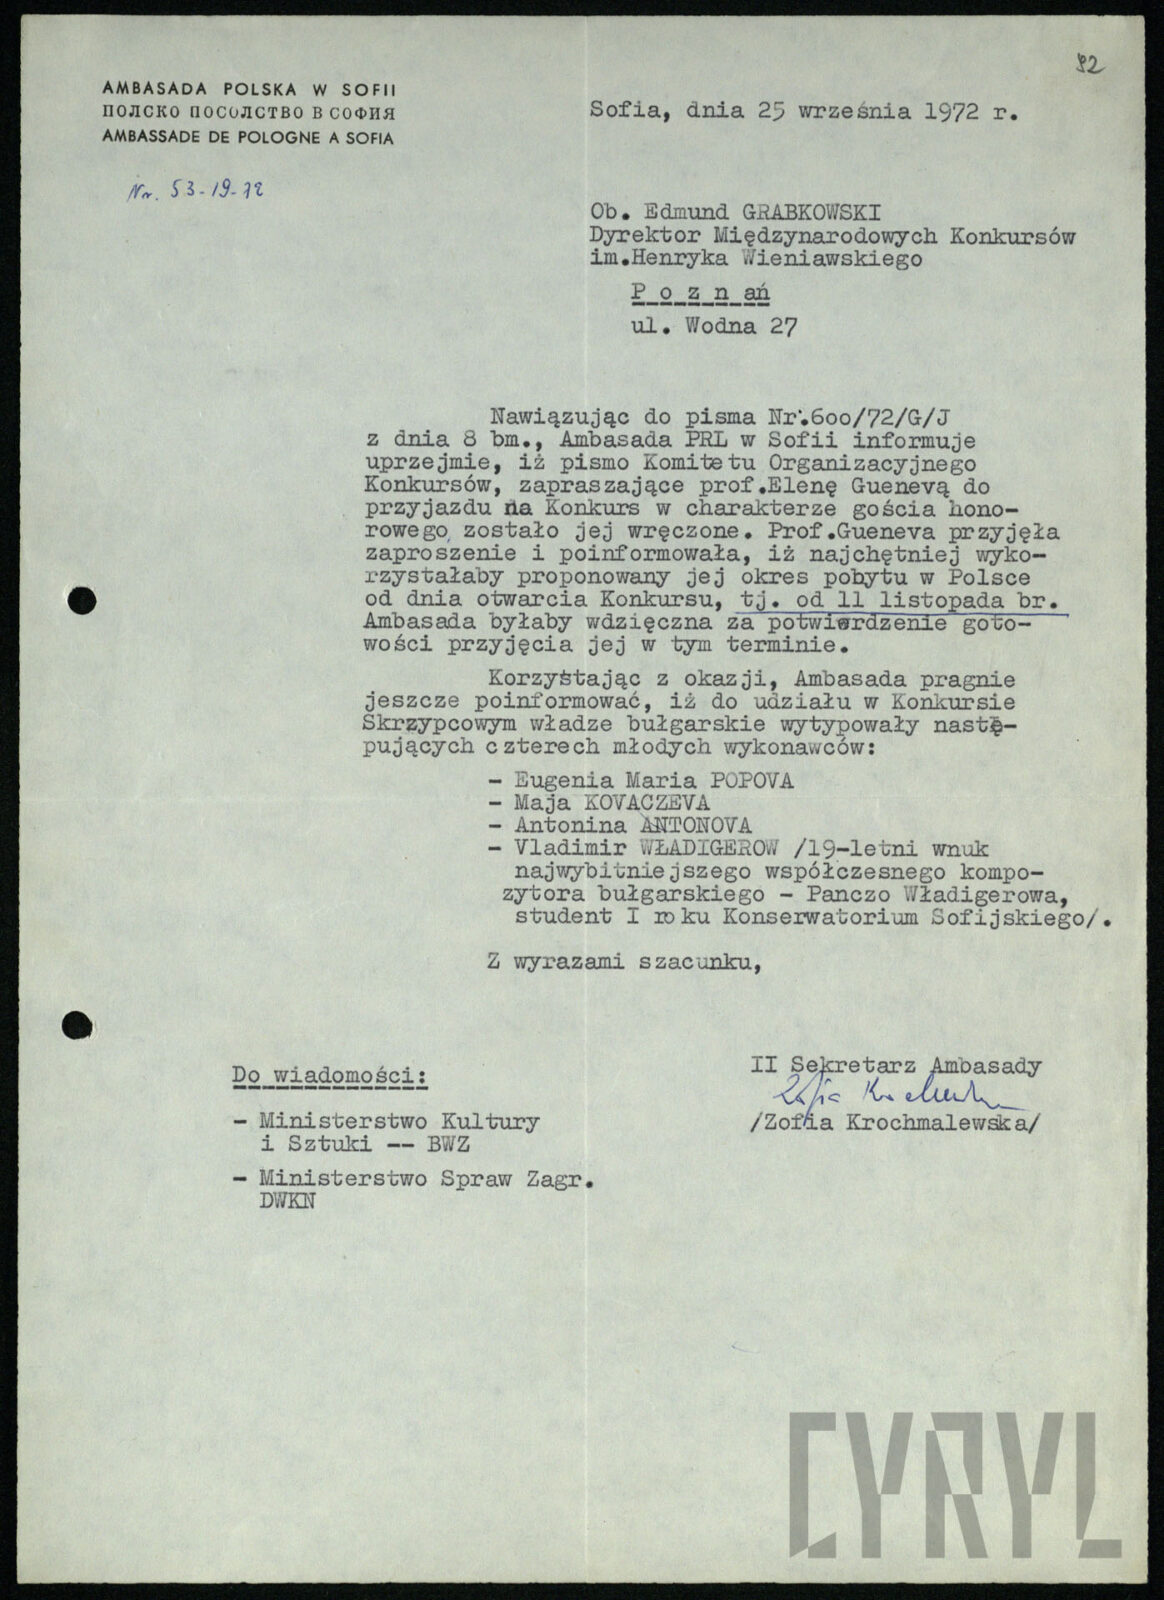 92
AMBASADA POLSKA W SOFII
ПОЛСКО ПОСОЛСТВО В СОФИЯ
AMBASSADE DE POLOGNE A SOFIA
Sofia, dnia 25 września 1972 r.
Nr. 53-19-72
Ob. Edmund GRABKOWSKI
Dyrektor Międzynarodowych Konkursów
im.Henryka Wieniawskiego
P o z n ań
ul. Wodna 27
Nawiązując do pisma Nr.600/72/G/J
z dnia 8 bm., Ambasada PRL w Sofii informuje
uprzejmie, iż pismo Komitetu Organizacyjnego
Konkursów, zapraszające prof.Elenę Guenevą do
przyjazdu na Konkurs w charakterze gościa hono-
rowego, zostało jej wręczone. Prof.Gueneva przyjęła
zaproszenie i poinformowała, iż najchętniej wyko-
rzystałaby proponowany jej okres pobytu w Polsce
od dnia otwarcia Konkursu, tj. od 11 listopada br.
Ambasada byłaby wdzięczna za potwierdzenie goto-
wości przyjęcia jej w tym terminie.
Korzystając z okazji, Ambasada pragnie
jeszcze poinformować, iż do udziału w Konkursie
Skrzypcowym władze bułgarskie wytypowały nastę-
pujących czterech młodych wykonawców:
- Eugenia Maria POPOVA
- Maja KOVACZEVA
- Antonina ANTONOVA
- Vladimir WŁADIGEROW /19-letni wnuk
najwybitniejszego współczesnego kompo-
zytora bułgarskiego - Panczo Władigerowa,
student I roku Konserwatorium Sofijskiego/.
Z wyrazami szacunku,
II Sekretarz Ambasady
Zofia Krochmalewska
/Zofia Krochmalewska/
Do wiadomości:
- Ministerstwo Kultury
i Sztuki -- BWZ
- Ministerstwo Spraw Zagr.
DWKN
CYRYL